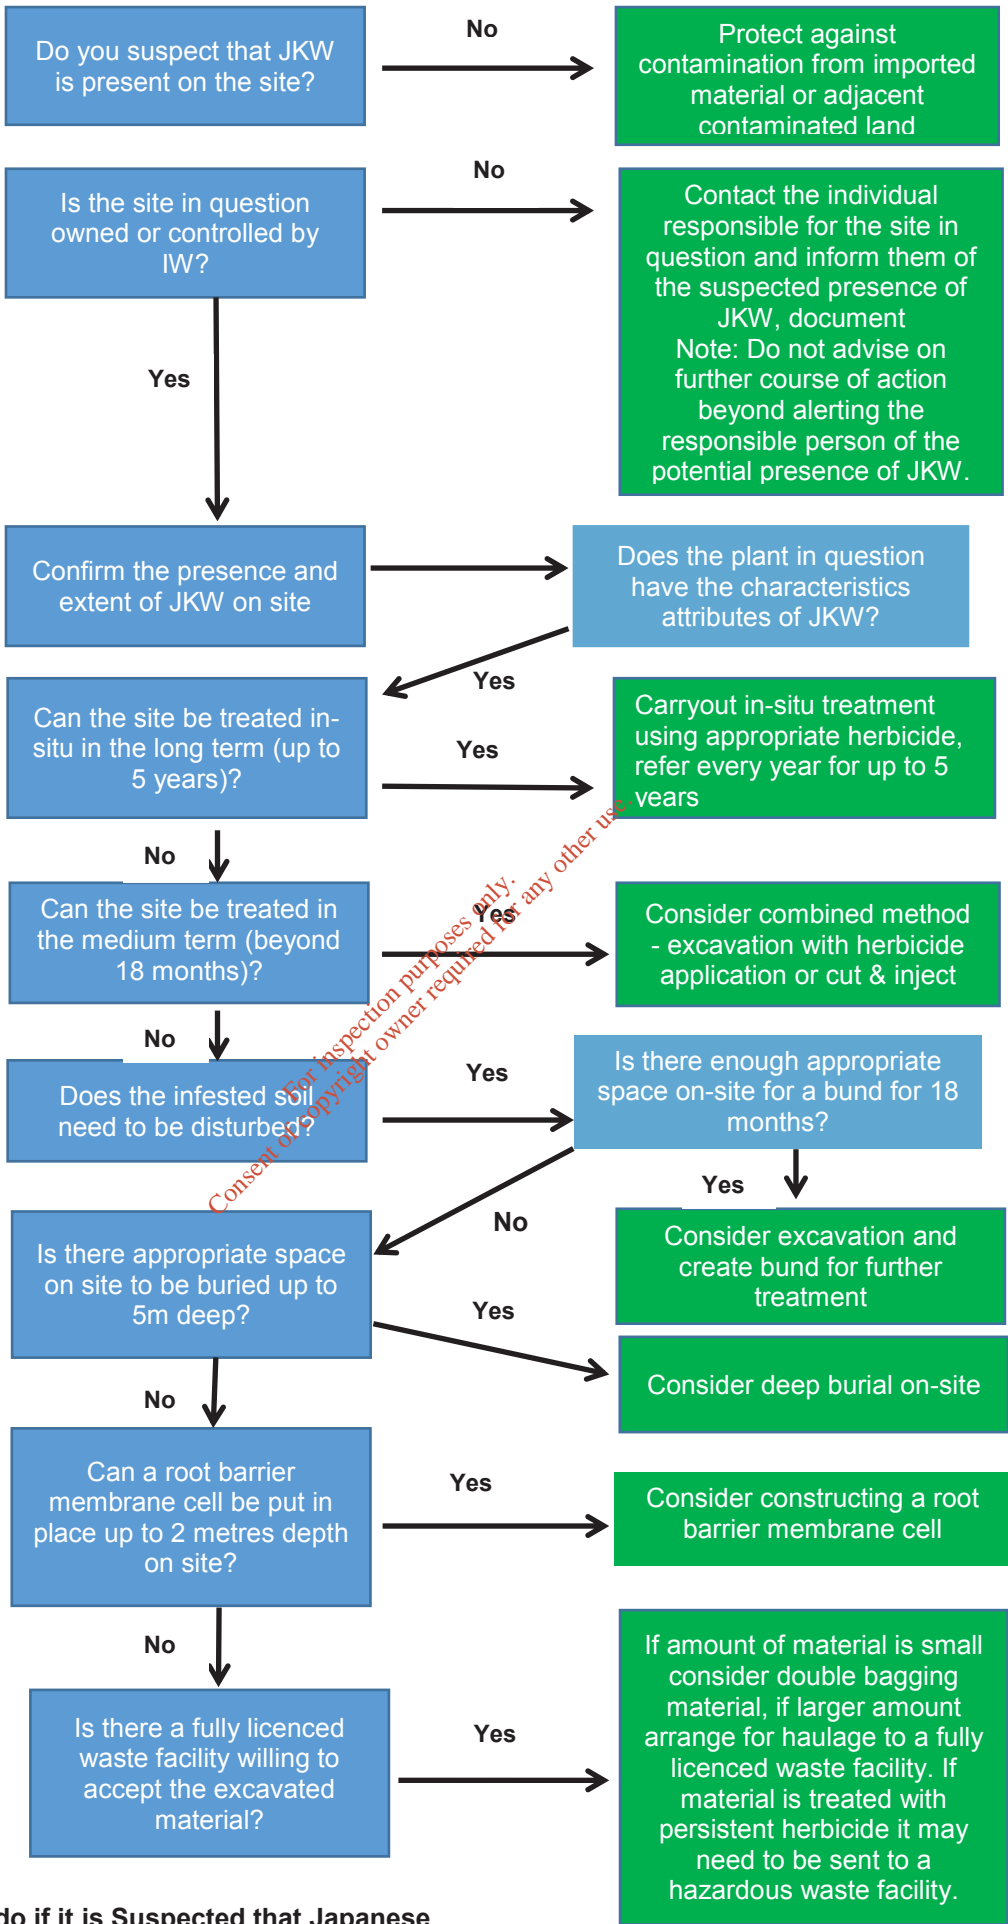 Do you suspect that JKW
is present on the site?
No
Protect against
contamination from imported
material or adjacent
contaminated land
Is the site in question
owned or controlled by
IW?
No
Contact the individual
responsible for the site in
question and inform them of
the suspected presence of
JKW, document
Note: Do not advise on
further course of action
beyond alerting the
responsible person of the
potential presence of JKW.
Yes
Confirm the presence and
extent of JKW on site
Does the plant in question
have the characteristics
attributes of JKW?
Yes
Can the site be treated in-
situ in the long term (up to
5 years)?
Yes
Carryout in-situ treatment
using appropriate herbicide,
refer every year for up to 5
years
No
Can the site be treated in
the medium term (beyond
18 months)?
Yes
Consider combined method
- excavation with herbicide
application or cut & inject
No
Does the infested soil
need to be disturbed?
Yes
Is there enough appropriate
space on-site for a bund for 18
months?
For inspection purposes only.
Consent of copyright owner required for any other use.
Yes
No
Consider excavation and
create bund for further
treatment
Is there appropriate space
on site to be buried up to
5m deep?
Yes
Consider deep burial on-site
No
Can a root barrier
membrane cell be put in
place up to 2 metres depth
on site?
Yes
Consider constructing a root
barrier membrane cell
No
Is there a fully licenced
waste facility willing to
accept the excavated
material?
Yes
If amount of material is small
consider double bagging
material, if larger amount
arrange for haulage to a fully
licenced waste facility. If
material is treated with
persistent herbicide it may
need to be sent to a
hazardous waste facility.
do if it is Suspected that Japanese